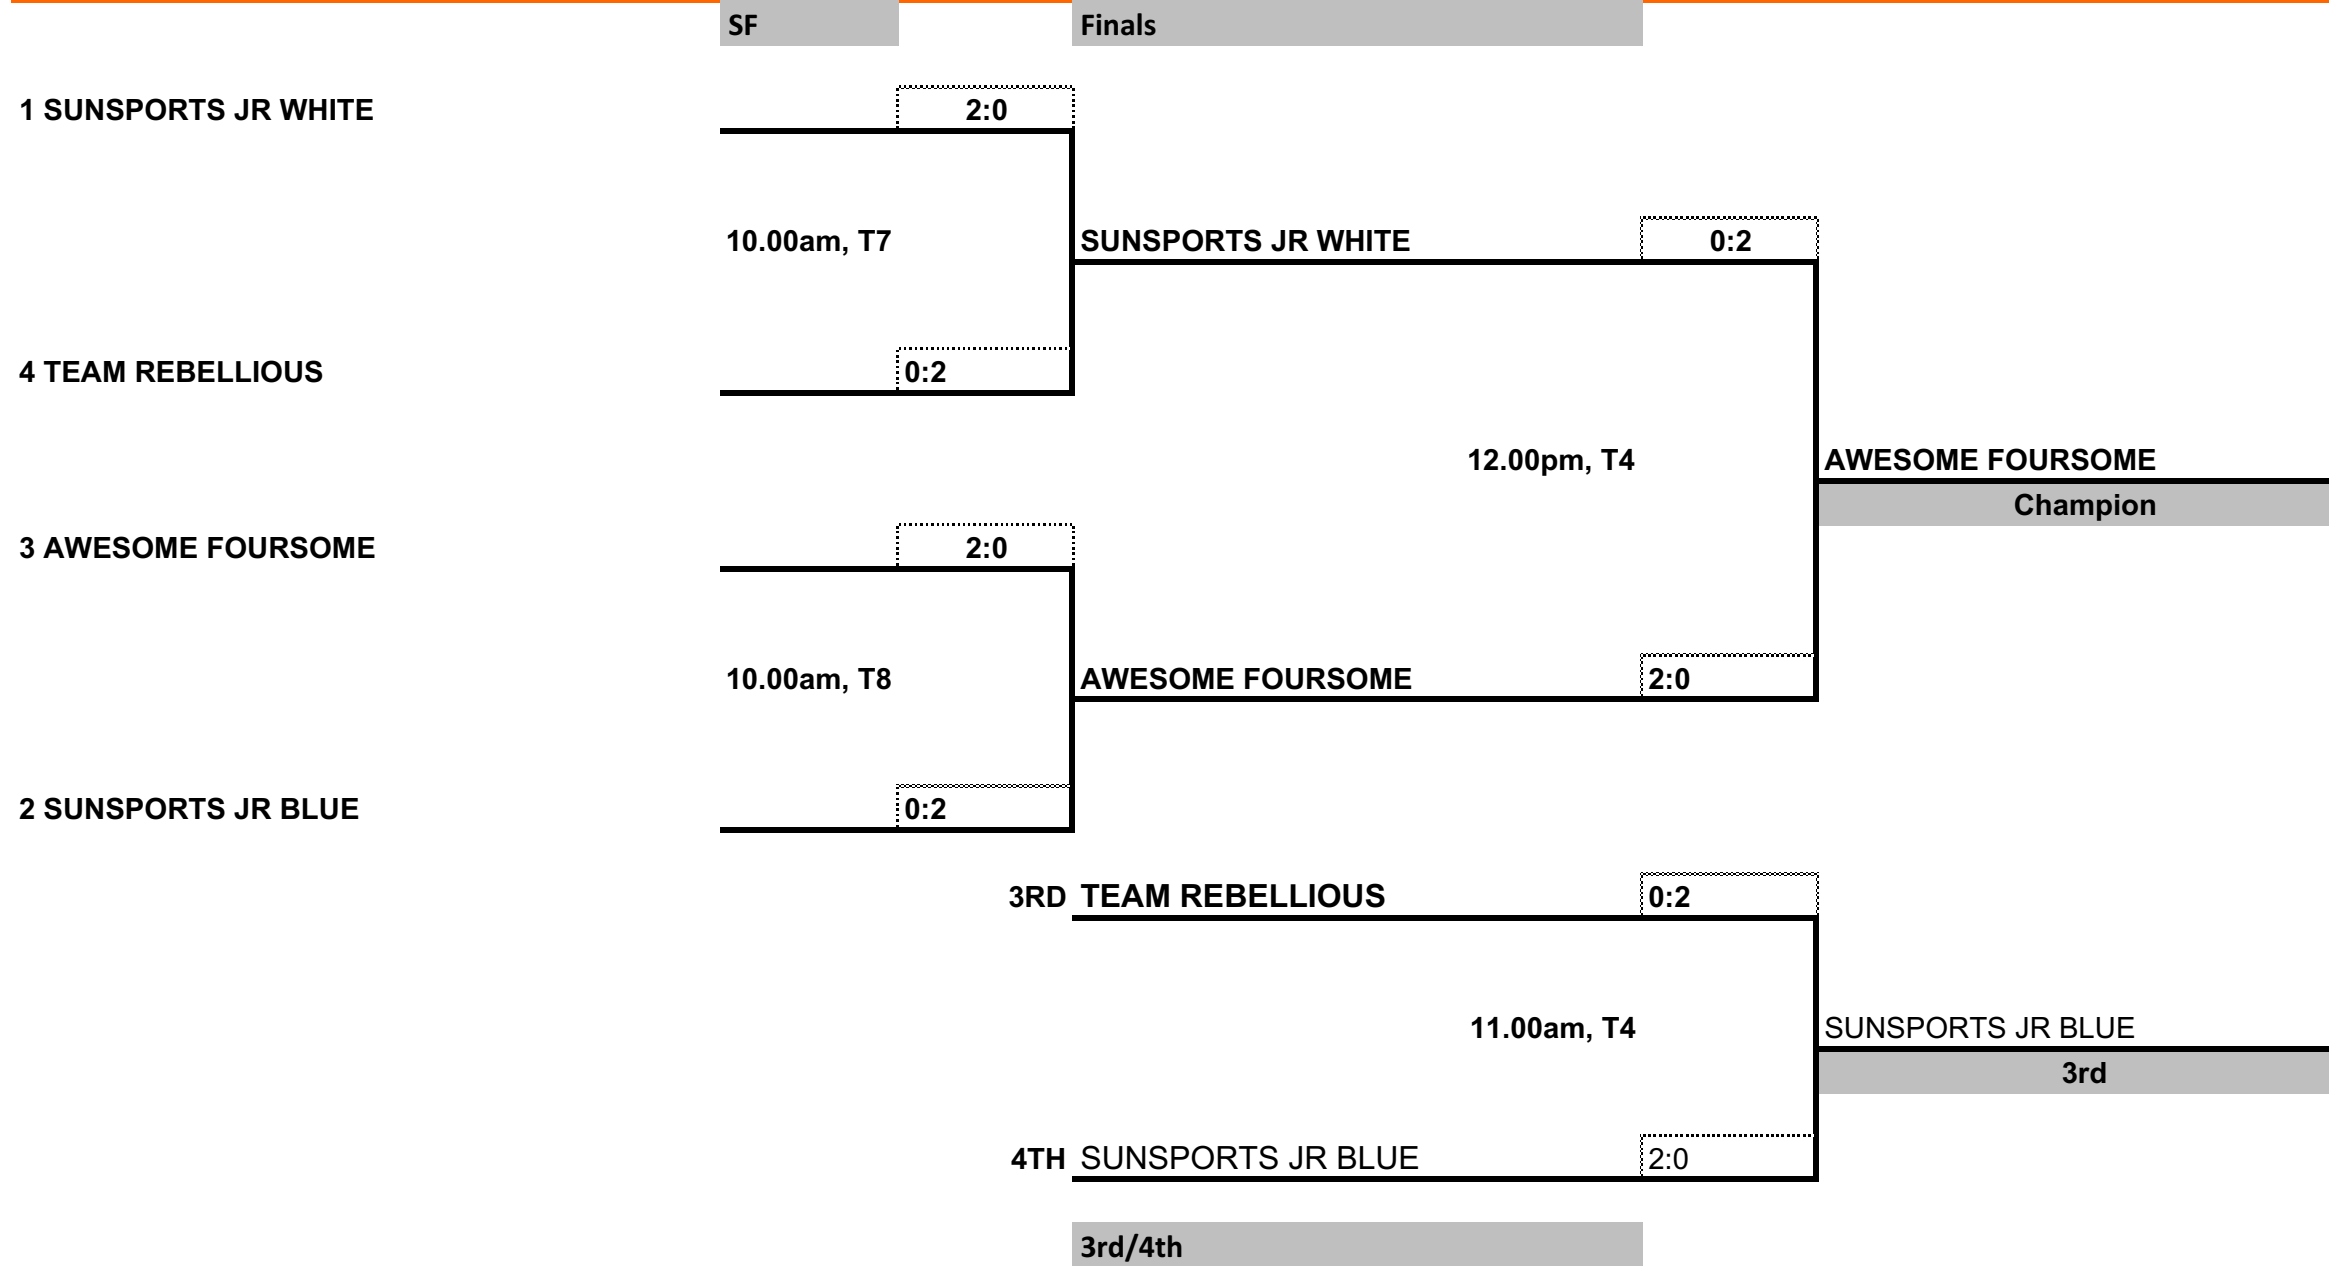 SF Finals
1 SUNSPORTS JR WHITE 2:0
10.00am, T7 SUNSPORTS JR WHITE 0:2
4 TEAM REBELLIOUS 0:2
12.00pm, T4 AWESOME FOURSOME
Champion
3 AWESOME FOURSOME 2:0
10.00am, T8 AWESOME FOURSOME 2:0
2 SUNSPORTS JR BLUE 0:2
3RD TEAM REBELLIOUS 0:2
11.00am, T4 SUNSPORTS JR BLUE
3rd
4TH SUNSPORTS JR BLUE 2:0
3rd/4th